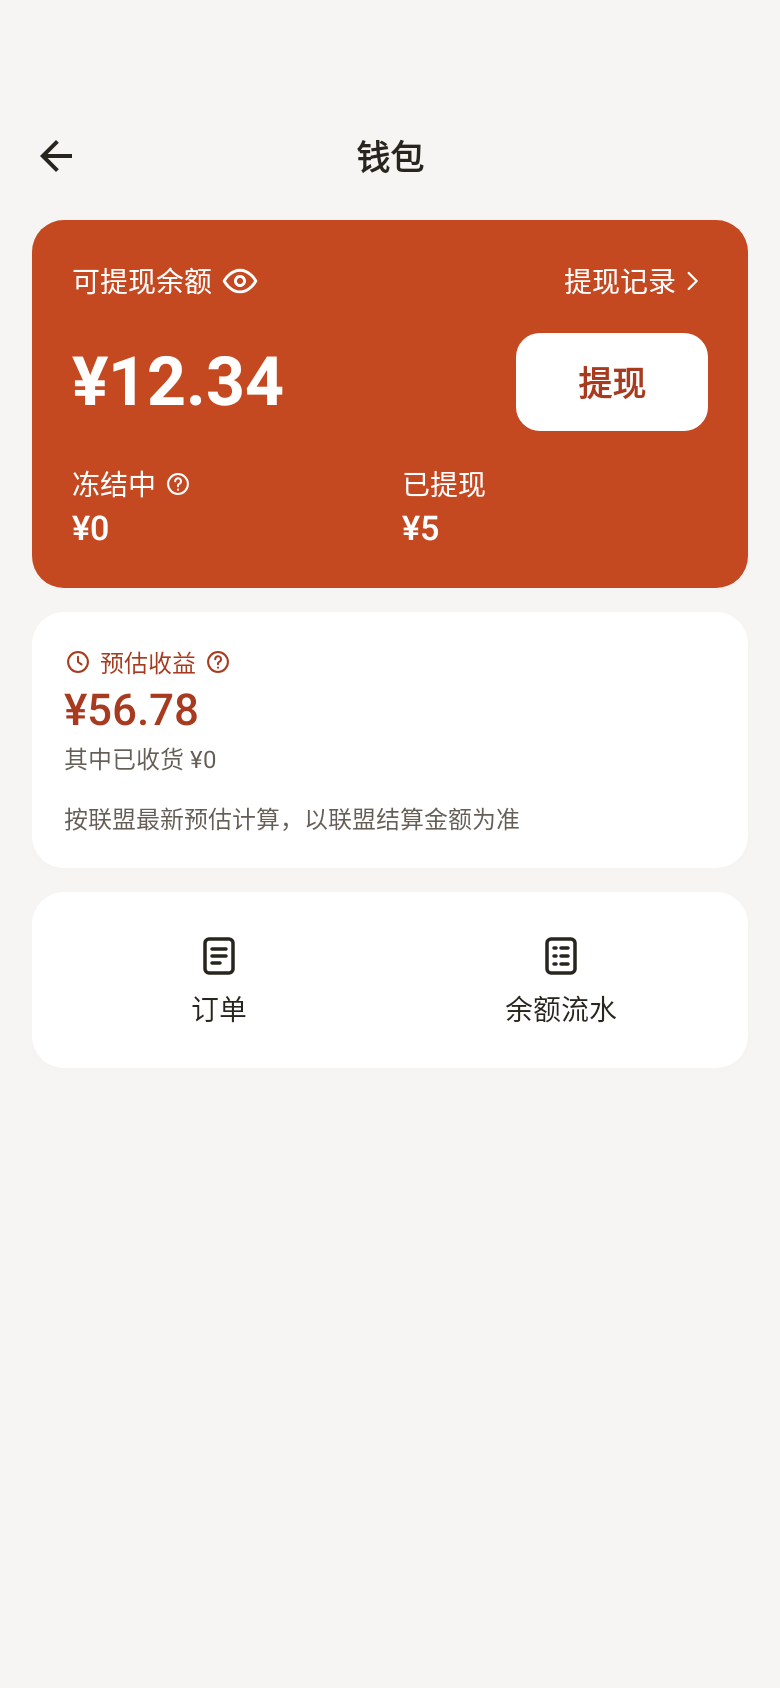 钱包
可提现余额
提现记录
¥12.34
提现
冻结中
已提现
¥0
¥5
预估收益
¥56.78
其中已收货 ¥0
按联盟最新预估计算，以联盟结算金额为准
订单
余额流水